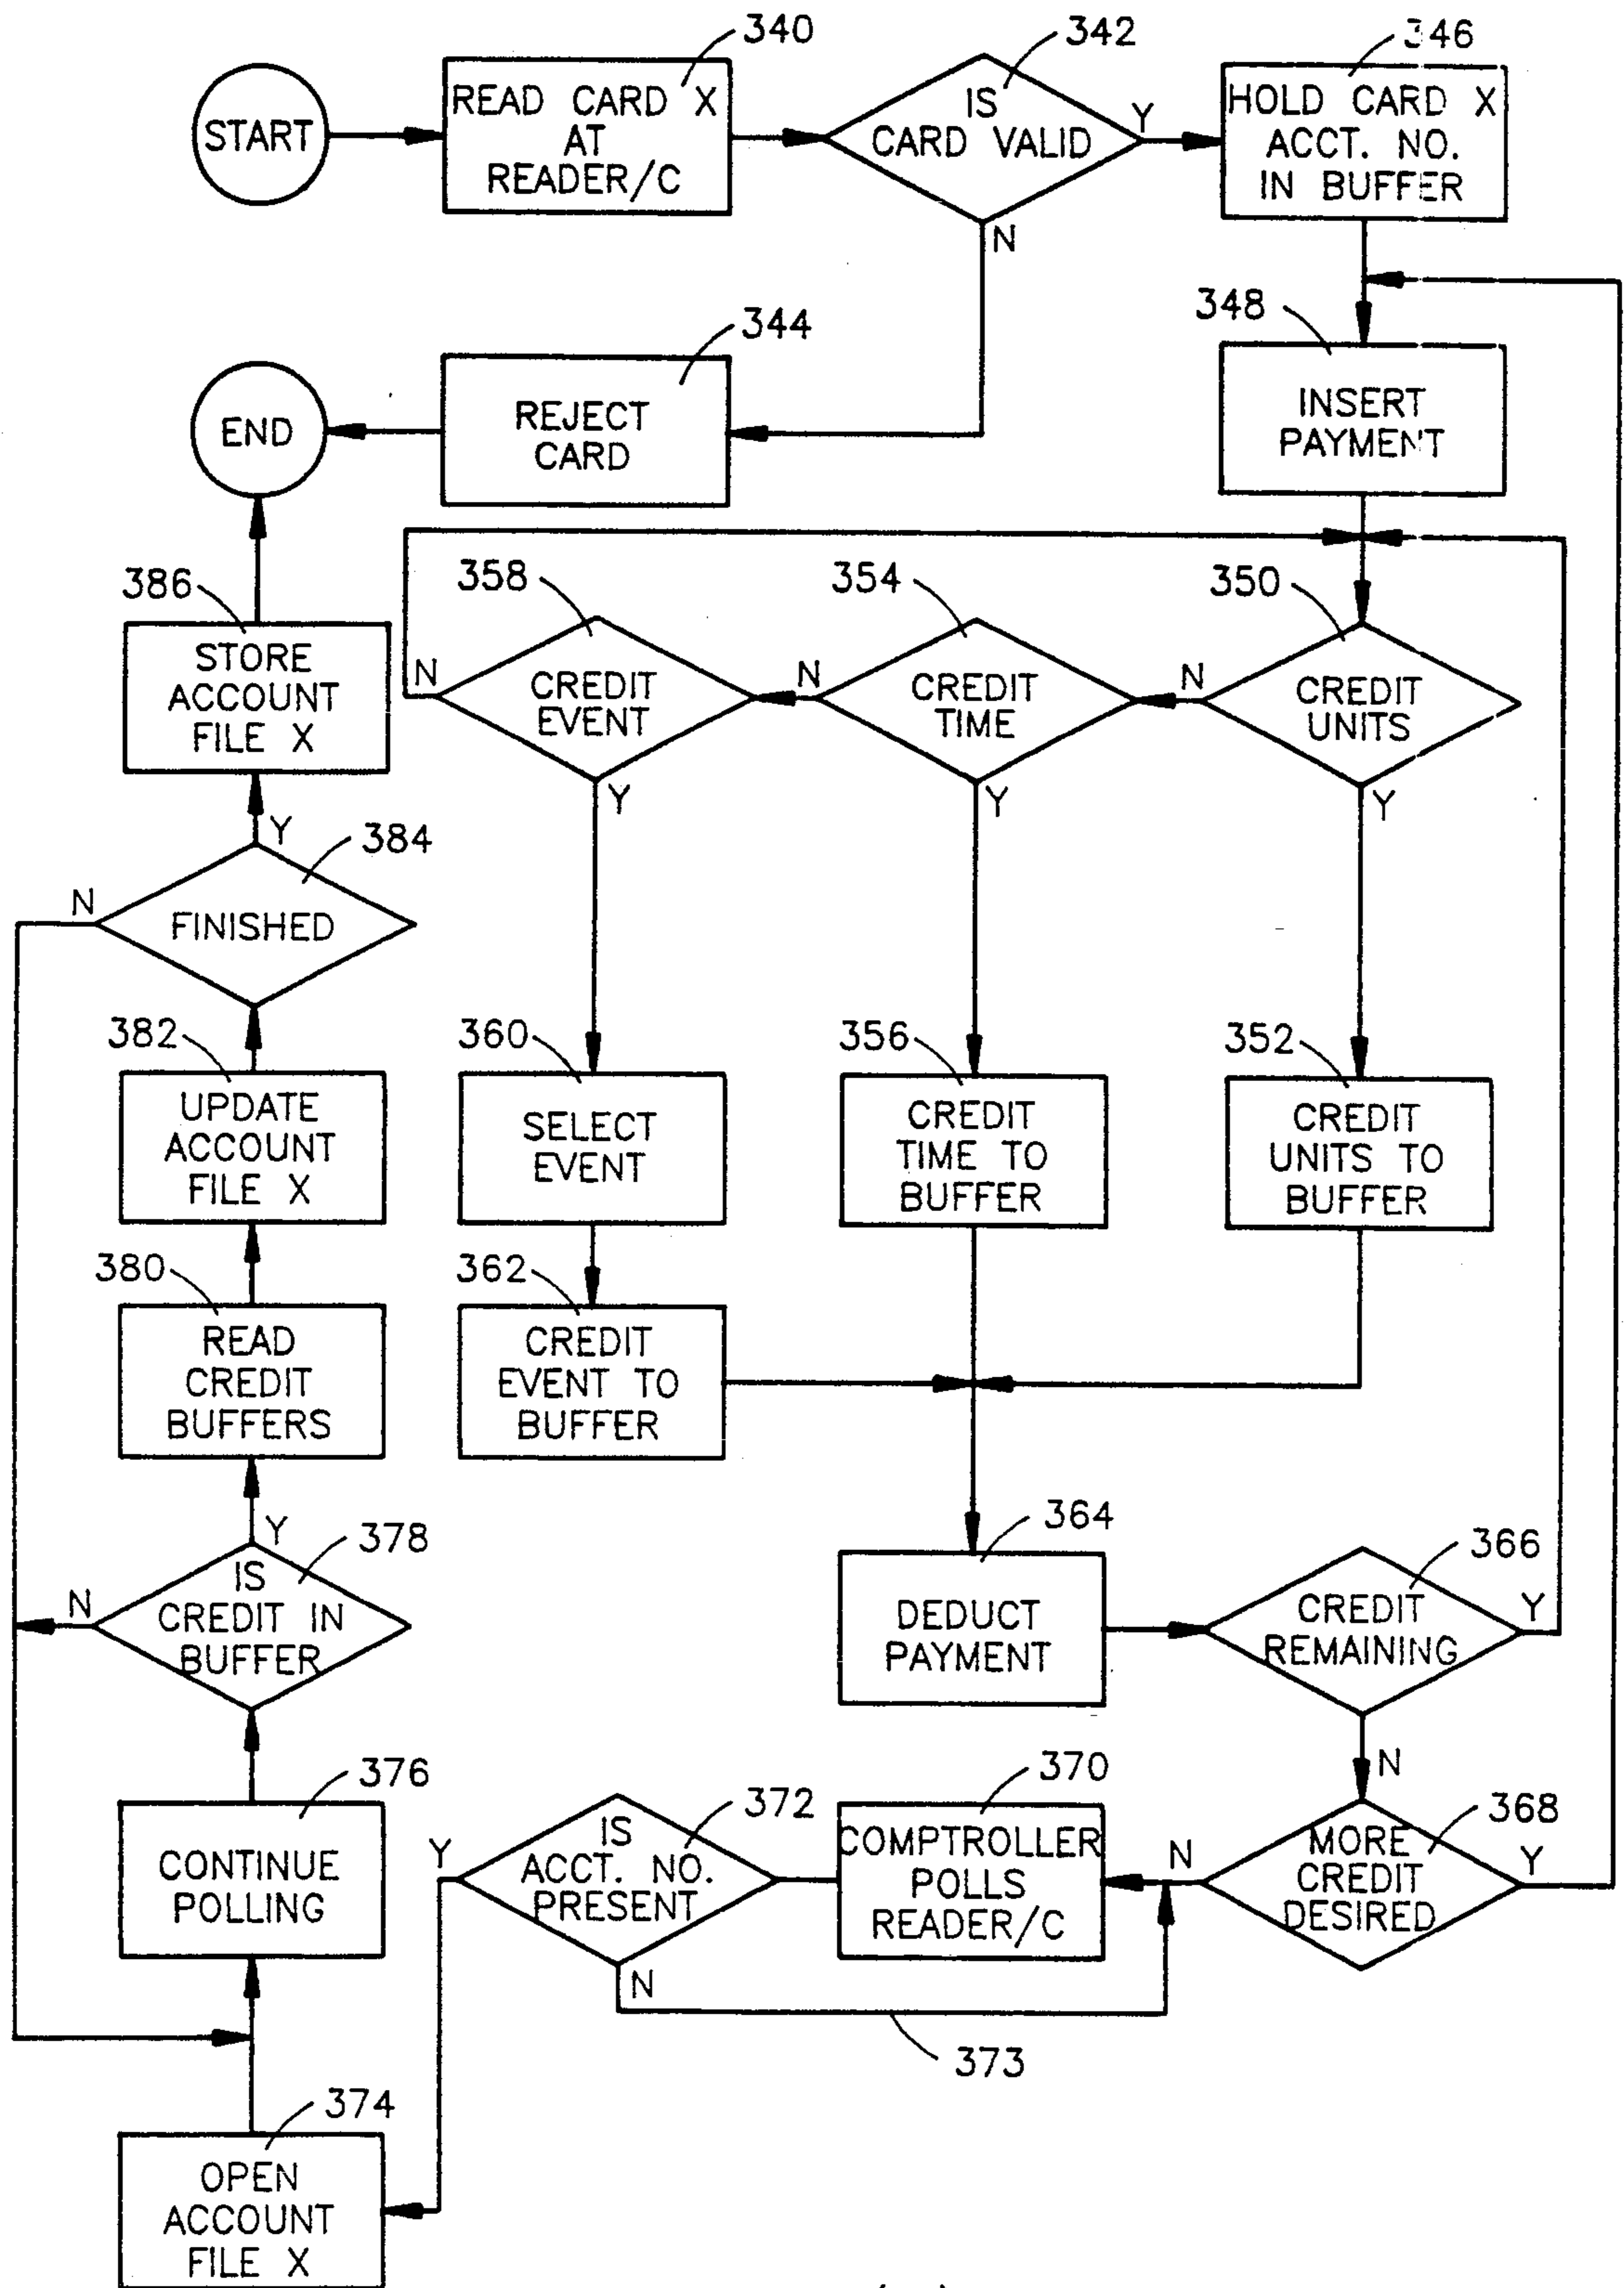 340
342
346
START
READ CARD X
AT
READER/C
IS
CARD VALID
Y
N
HOLD CARD X
ACCT. NO.
IN BUFFER
344
348
END
REJECT
CARD
INSERT
PAYMENT
386
358
354
350
STORE
ACCOUNT
FILE X
N
CREDIT
EVENT
Y
N
CREDIT
TIME
Y
N
CREDIT
UNITS
Y
Y
384
N
FINISHED
382
360
356
352
UPDATE
ACCOUNT
FILE X
SELECT
EVENT
CREDIT
TIME TO
BUFFER
CREDIT
UNITS TO
BUFFER
380
362
READ
CREDIT
BUFFERS
CREDIT
EVENT TO
BUFFER
Y
378
364
366
N
IS
CREDIT IN
BUFFER
DEDUCT
PAYMENT
CREDIT
REMAINING
Y
N
376
372
370
368
CONTINUE
POLLING
Y
IS
ACCT. NO.
PRESENT
N
COMPTROLLER
POLLS
READER/C
N
MORE
CREDIT
DESIRED
Y
373
374
OPEN
ACCOUNT
FILE X